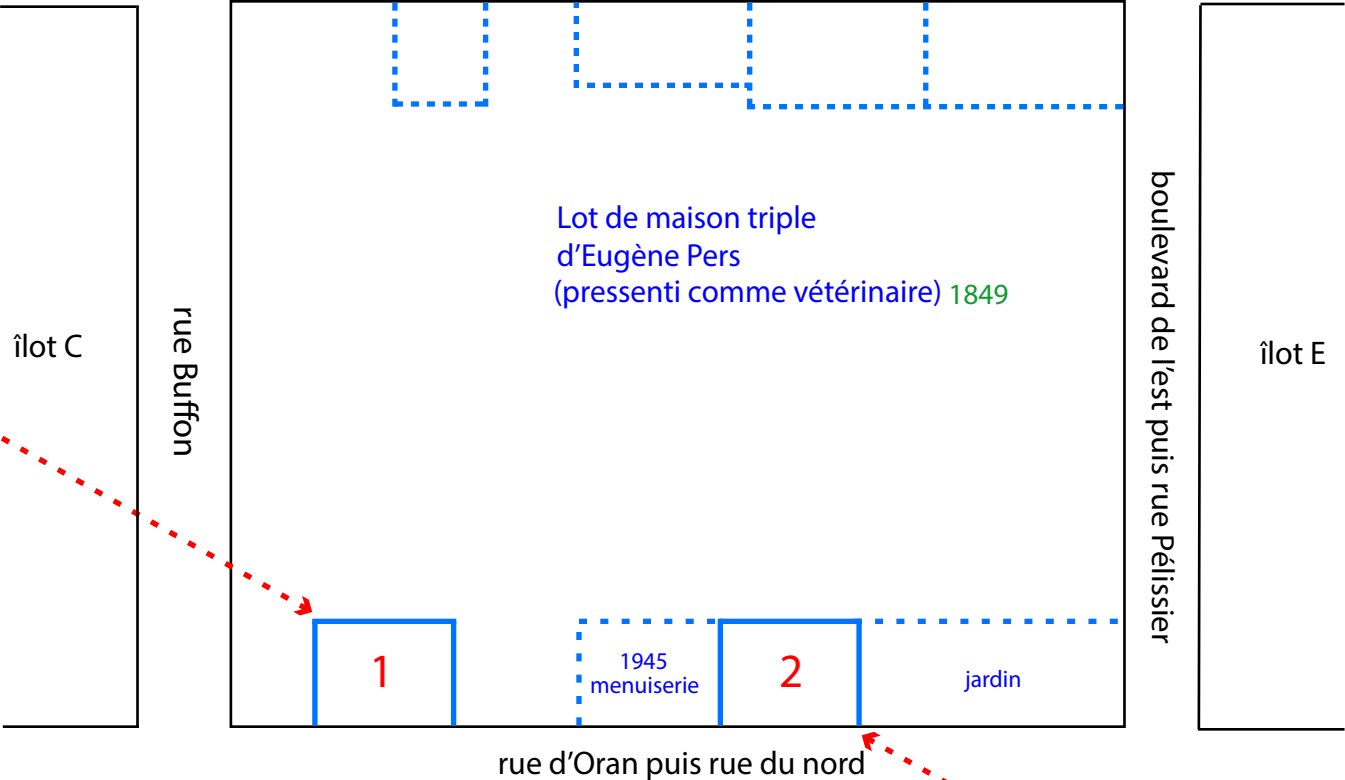 Lot de maison triple
d’Eugène Pers
(pressenti comme vétérinaire) 1849
îlot C
rue Buffon
boulevard de l’est puis rue Pélissier
îlot E
1
1945
menuiserie
2
jardin
rue d’Oran puis rue du nord